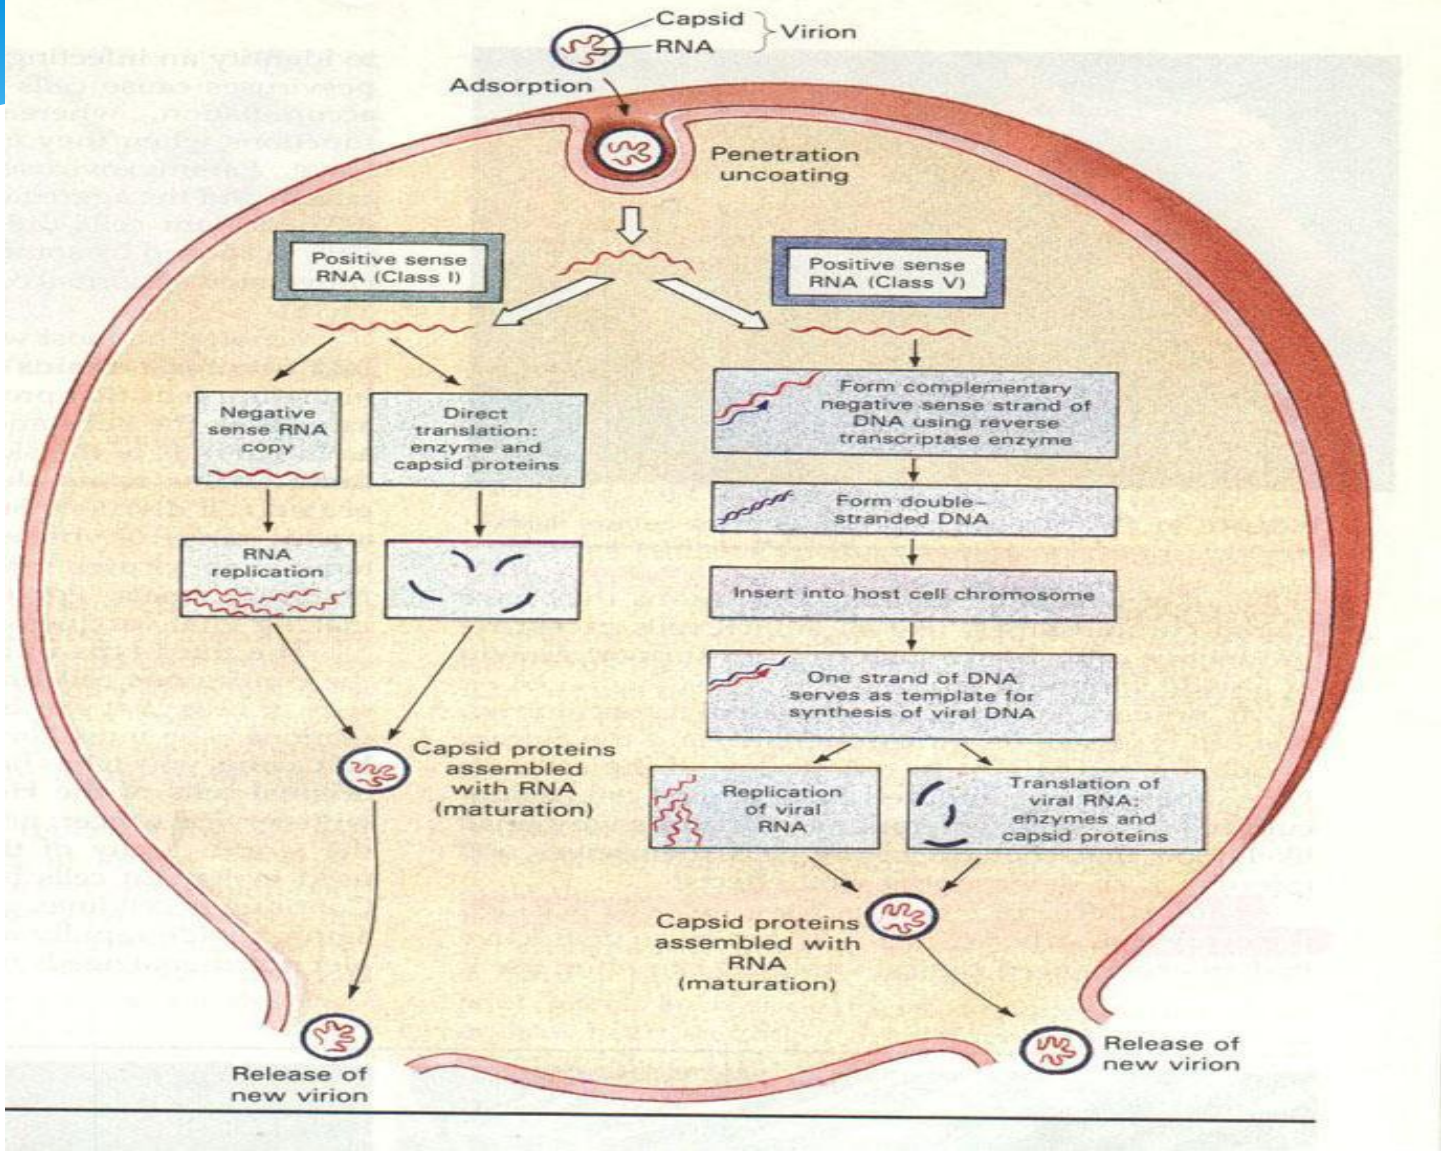 Capsid
RNA
Virion
Adsorption
Penetration
uncoating
Positive sense
RNA (Class I)
Positive sense
RNA (Class V)
Negative
sense RNA
copy
Direct
translation:
enzyme and
capsid proteins
RNA
replication
Form complementary
negative sense strand of
DNA using reverse
transcriptase enzyme
Form double-
stranded DNA
Insert into host cell chromosome
One strand of DNA
serves as template for
synthesis of viral DNA
Capsid proteins
assembled
with RNA
(maturation)
Replication
of viral
RNA
Translation of
viral RNA:
enzymes and
capsid proteins
Capsid proteins
assembled with
RNA
(maturation)
Release of
new virion
Release of
new virion